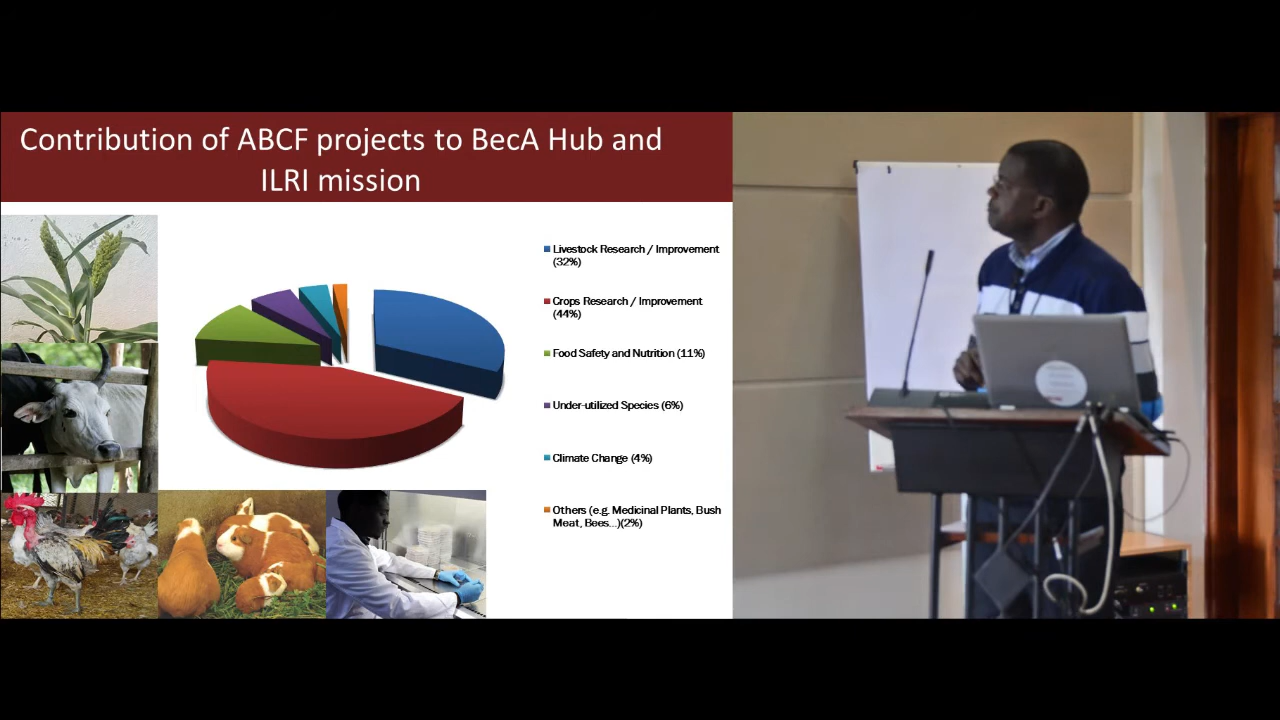 Contribution of ABCF projects to BecA Hub and
ILRI mission
Livestock Research / Improvement
(32%)
Crops Research / Improvement
(44%)
Food Safety and Nutrition (11%)
Under-utilized Species (6%)
Climate Change (4%)
Others (e.g. Medicinal Plants, Bush
Meat, Bees...)(2%)